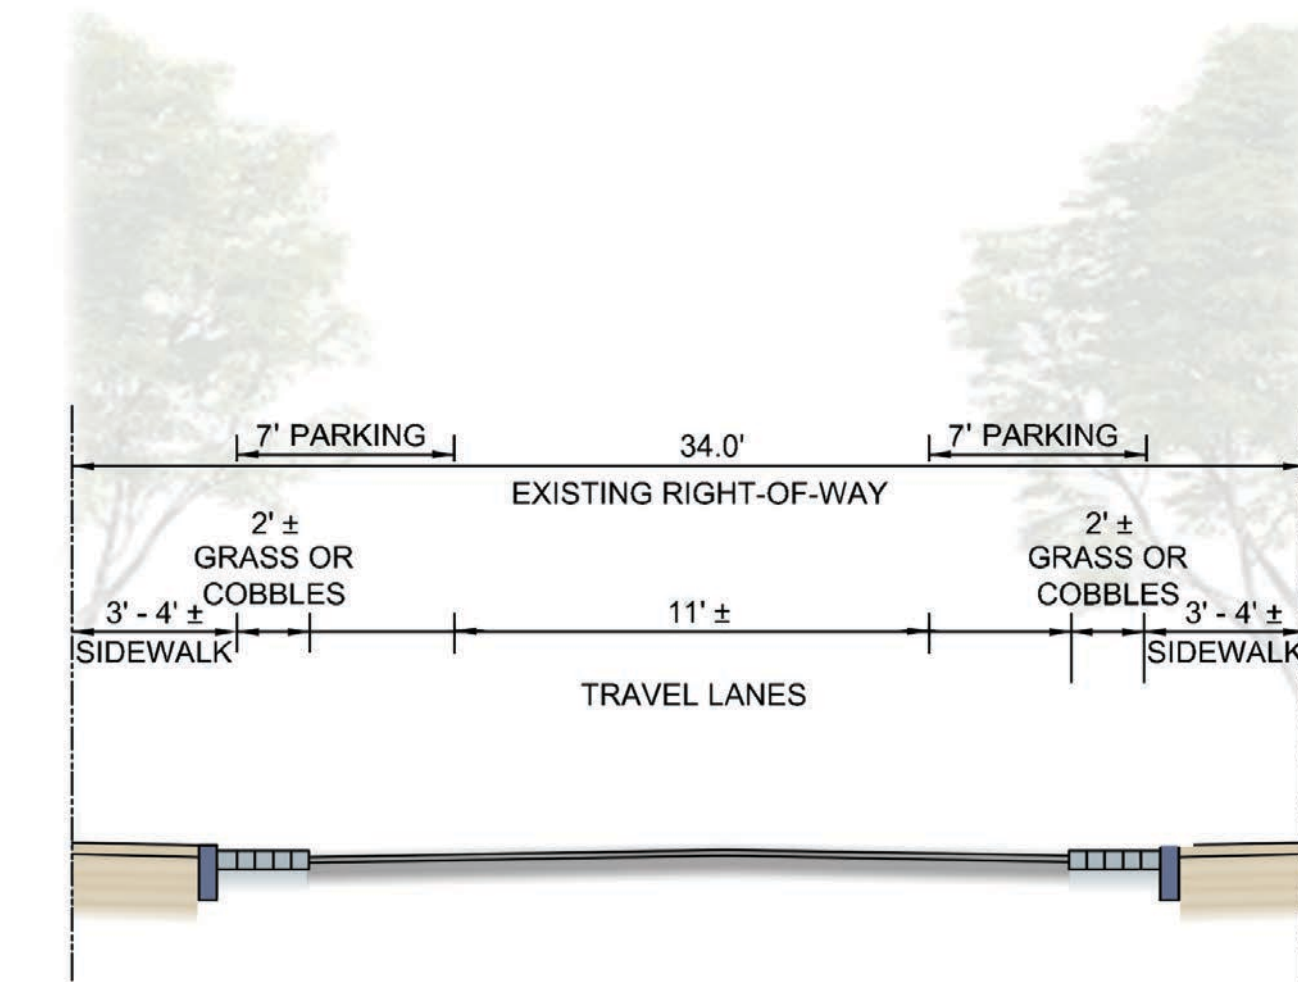 7' PARKING
34.0'
7' PARKING
EXISTING RIGHT-OF-WAY
2' ±
GRASS OR
COBBLES
2' ±
GRASS OR
COBBLES
3' - 4' ±
SIDEWALK
11' ±
TRAVEL LANES
3' - 4' ±
SIDEWALK